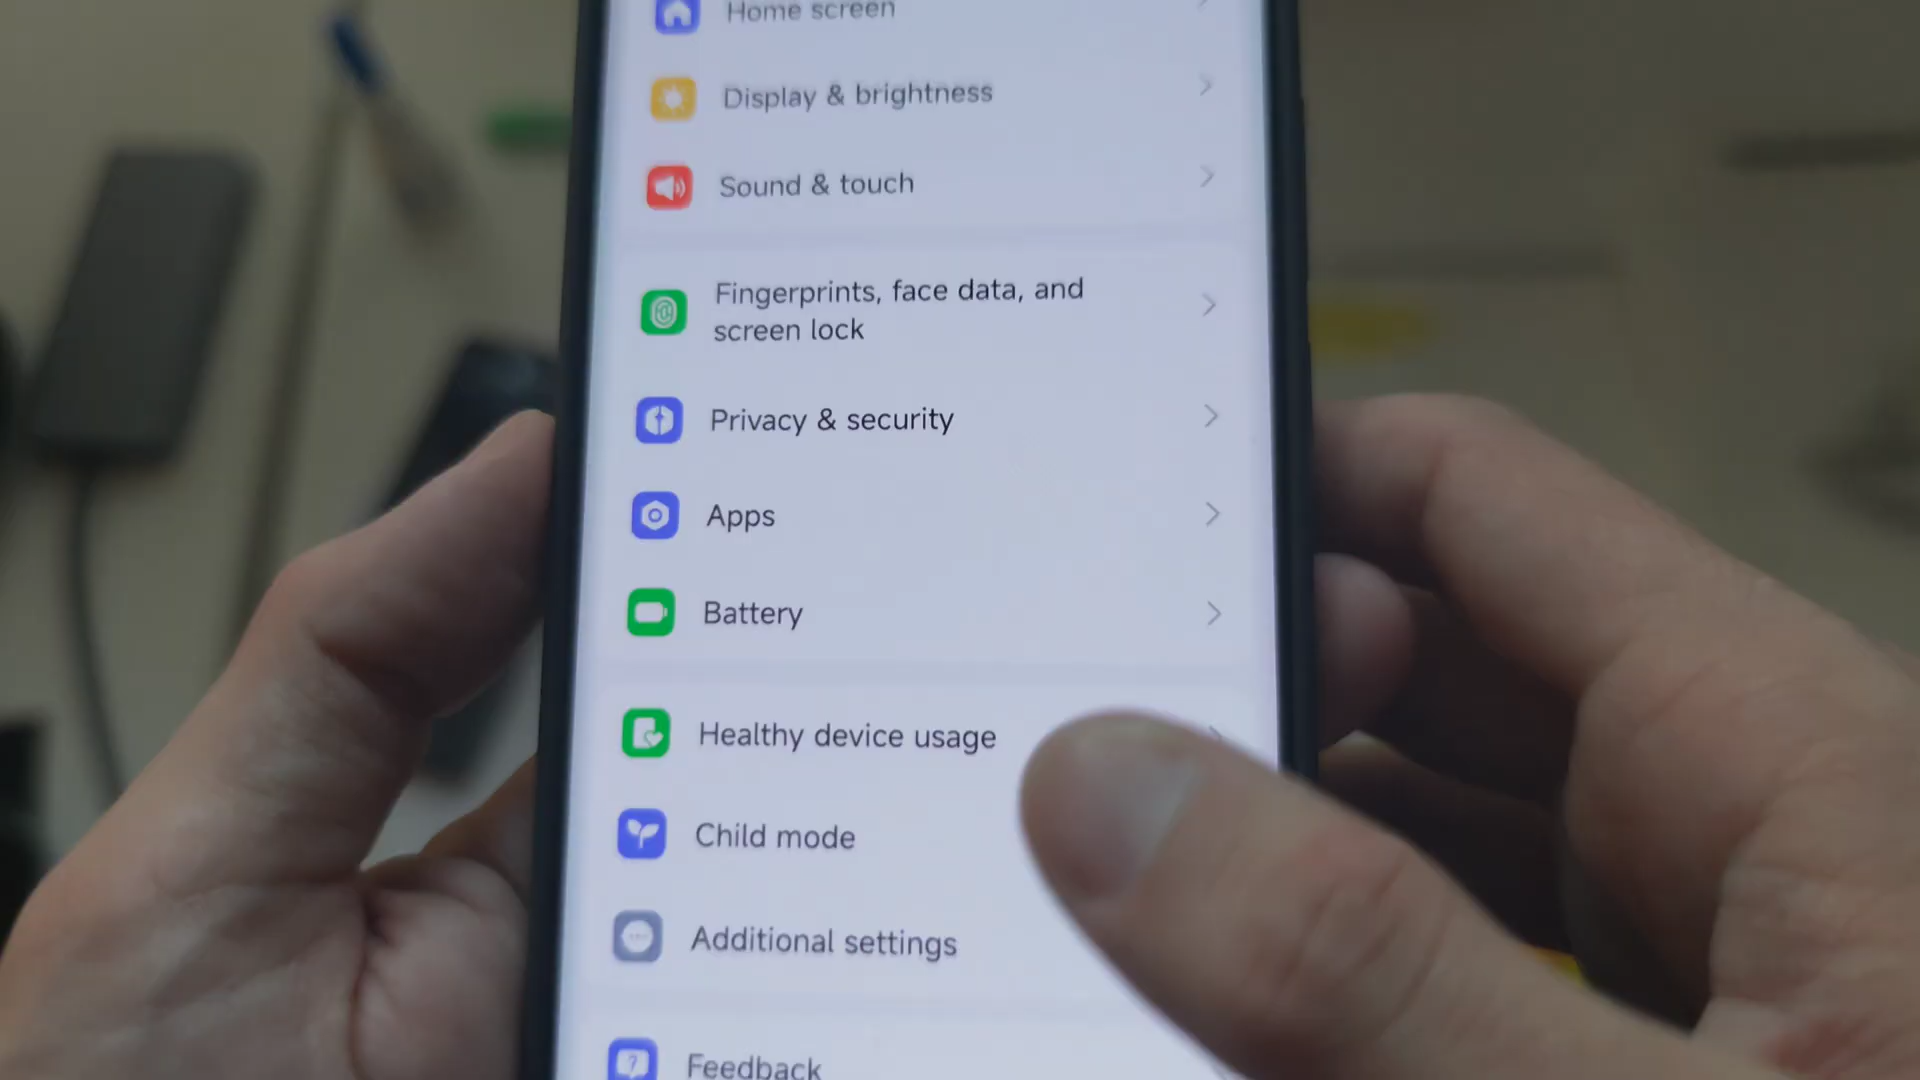 Home screen
Display & brightness
Sound & touch
Fingerprints, face data, and
screen lock
Privacy & security
Apps
Battery
Healthy device usage
Child mode
Additional settings
Feedback